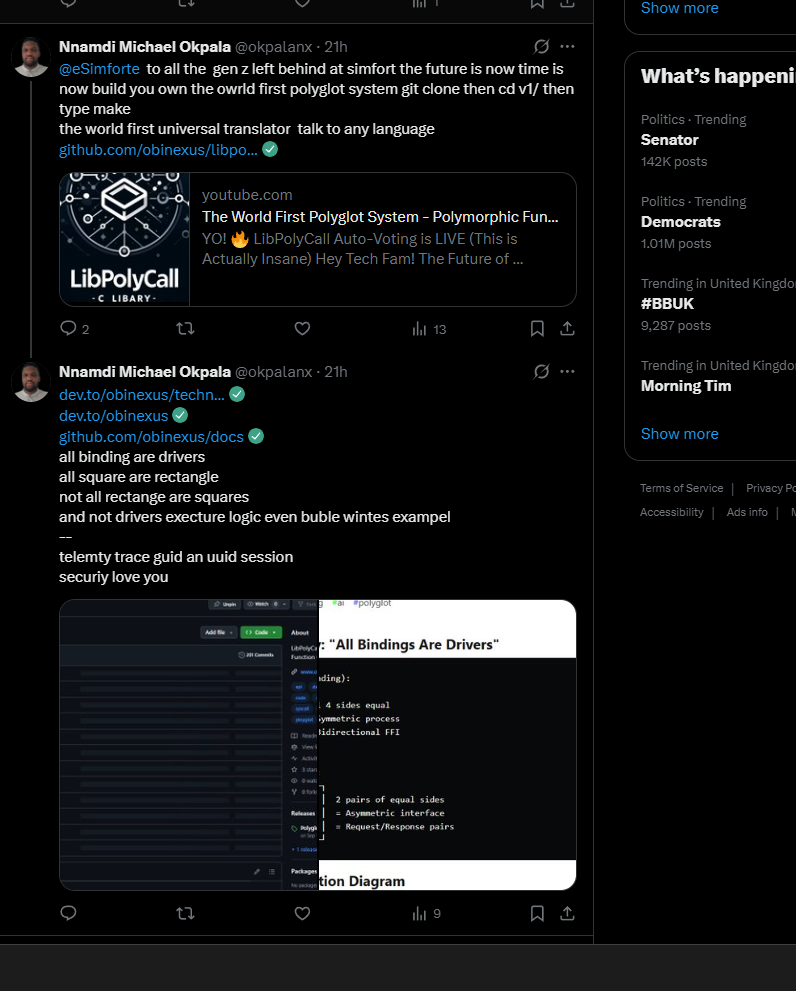 Show more
What's happeni
Nnamdi Michael Okpala @okpalanx · 21h
@eSimforte to all the gen z left behind at simfort the future is now time is
now build you own the owrld first polyglot system git clone then cd v1/ then
type make
the world first universal translator talk to any language
github.com/obinexus/libpo...
youtube.com
The World First Polyglot System - Polymorphic Fun...
YO! 🔥 LibPolyCall Auto-Voting is LIVE (This is
Actually Insane) Hey Tech Fam! The Future of ...
LibPolyCall
- C LIBARY-
2
13
Nnamdi Michael Okpala @okpalanx · 21h
dev.to/obinexus/techn...
dev.to/obinexus
github.com/obinexus/docs
all binding are drivers
all square are rectangle
not all rectange are squares
and not drivers execture logic even buble wintes exampel
--
telemty trace guid an uuid session
securiy love you
Unpin
Watch
Add file
Code
About
201 Commits
LibPolyCa
Function
Releases
Polygl
+ 1 release
Packages
#ai #polyglot
: "All Bindings Are Drivers"
ding):
4 sides equal
Symmetric process
Bidirectional FFI
2 pairs of equal sides
= Asymmetric interface
= Request/Response pairs
tion Diagram
9
Politics · Trending
Senator
142K posts
Politics · Trending
Democrats
1.01M posts
Trending in United Kingdo
#BBUK
9,287 posts
Trending in United Kingdo
Morning Tim
Show more
Terms of Service | Privacy Po
Accessibility | Ads info |